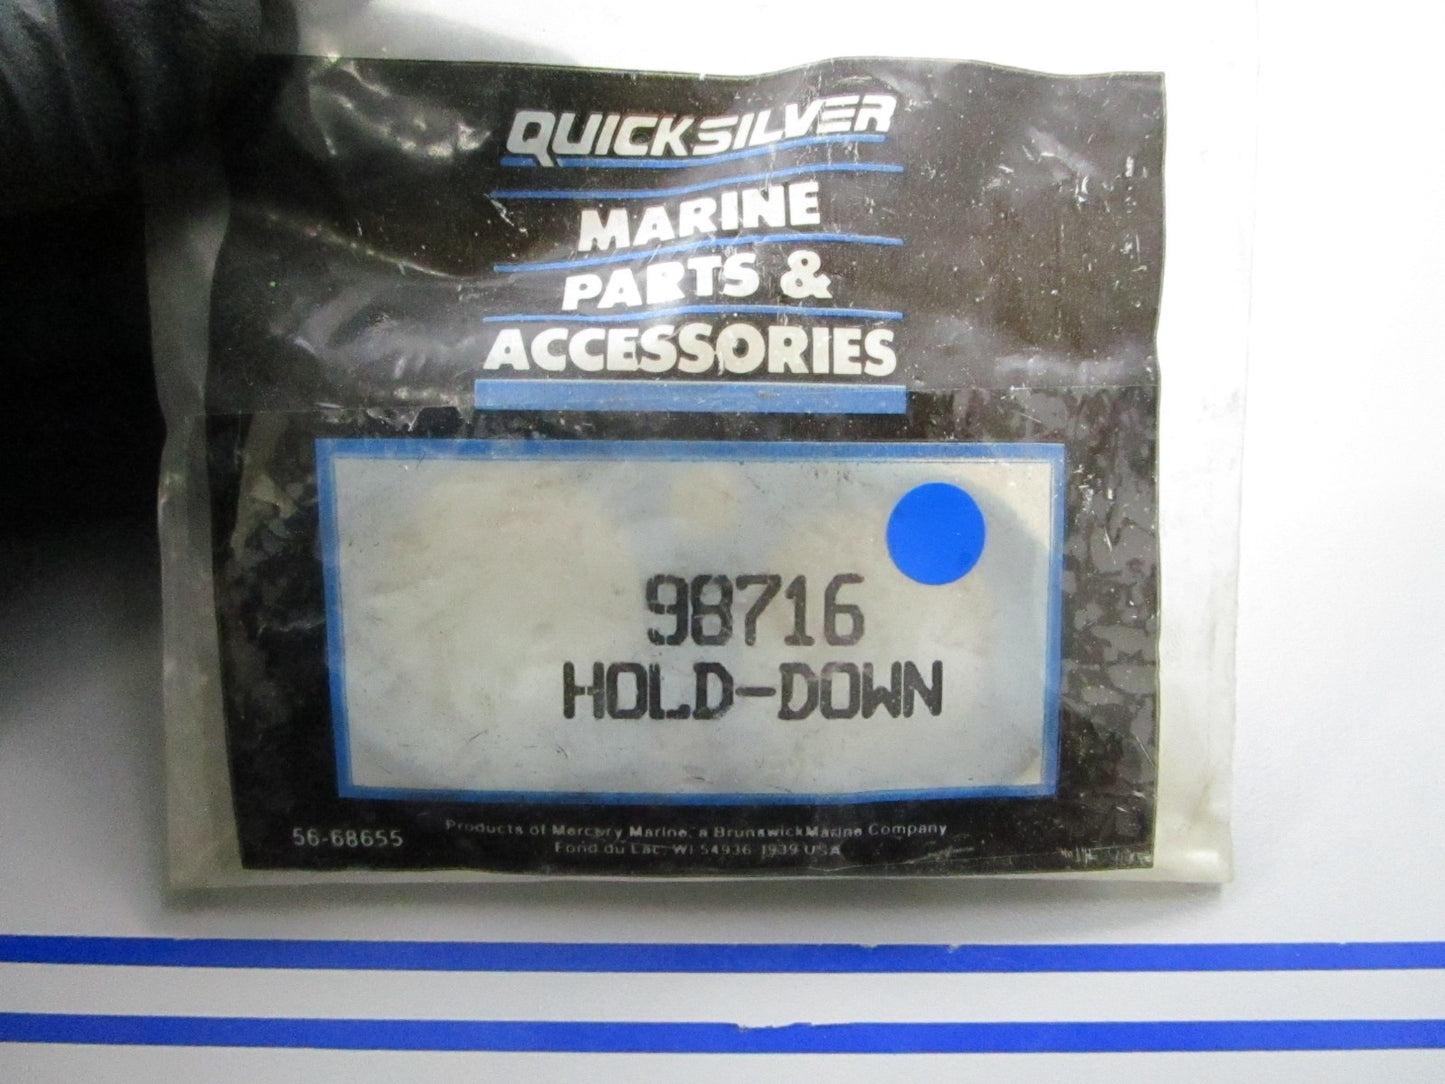 QUICKSILVER
MARINE
PARTS &
ACCESSORIES
98716
HOLD-DOWN
56-68655
Products of Mercury Marine, a Brunswick Marine Company
Fond du Lac, WI 54936-1939 USA